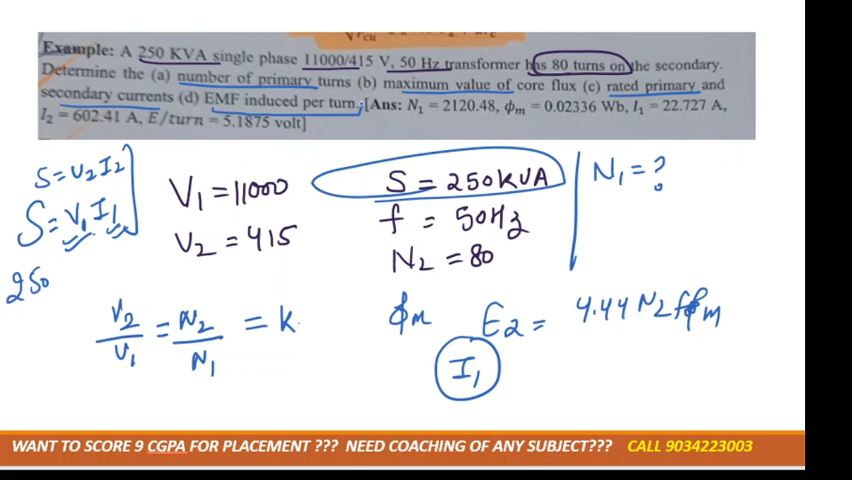 Example: A 250 KVA single phase 11000/415 V, 50 Hz transformer has 80 turns on the secondary.
Determine the (a) number of primary turns (b) maximum value of core flux (c) rated primary and
secondary currents (d) EMF induced per turn. [Ans: N₁ = 2120.48, ϕₘ = 0.02336 Wb, I₁ = 22.727 A,
I₂ = 602.41 A, E/turn = 5.1875 volt]
S = V₂I₂
S = V₁I₁
250
V₁ = 11000
V₂ = 415
S = 250KVA
f = 50Hz
N₂ = 80
N₁ = ?
V₂/V₁ = N₂/N₁ = k
ϕm
E₂ = 4.44 N₂fϕm
I₁
WANT TO SCORE 9 CGPA FOR PLACEMENT ??? NEED COACHING OF ANY SUBJECT??? CALL 9034223003